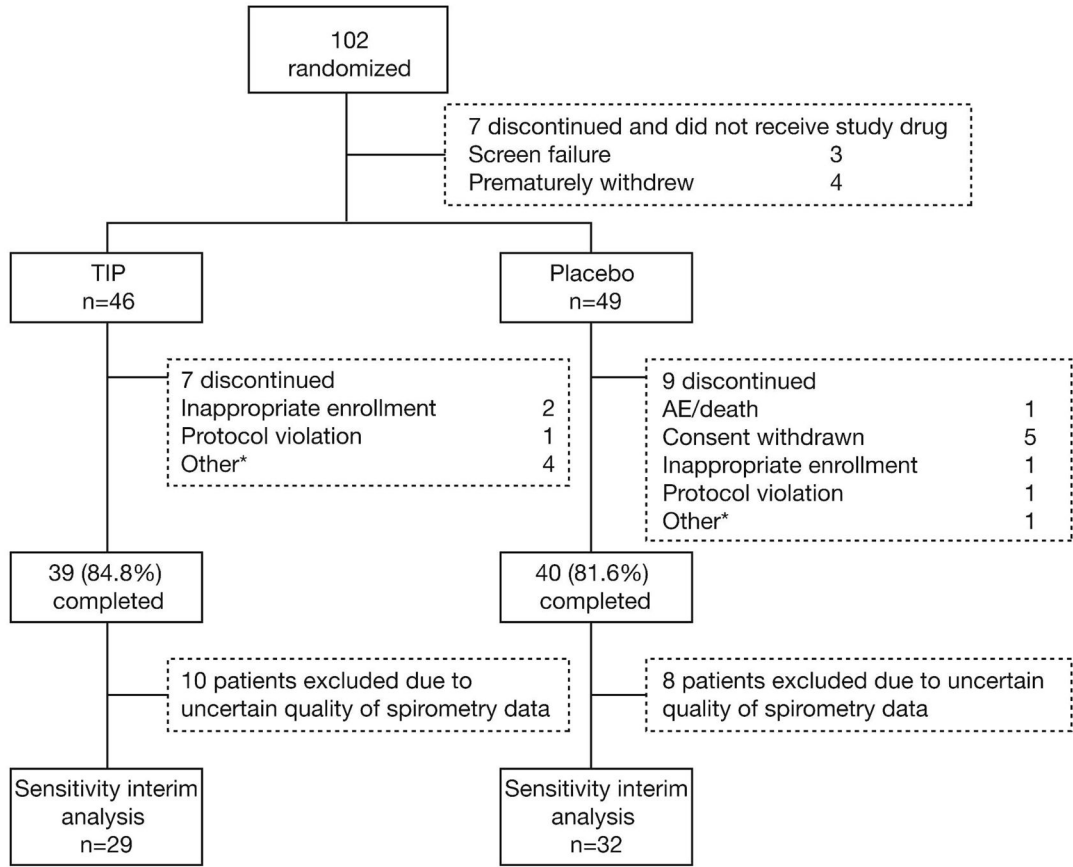 102
randomized
7 discontinued and did not receive study drug
Screen failure 3
Prematurely withdrew 4
TIP
n=46
Placebo
n=49
7 discontinued
Inappropriate enrollment 2
Protocol violation 1
Other* 4
9 discontinued
AE/death 1
Consent withdrawn 5
Inappropriate enrollment 1
Protocol violation 1
Other* 1
39 (84.8%)
completed
40 (81.6%)
completed
10 patients excluded due to
uncertain quality of spirometry data
8 patients excluded due to uncertain
quality of spirometry data
Sensitivity interim
analysis
n=29
Sensitivity interim
analysis
n=32